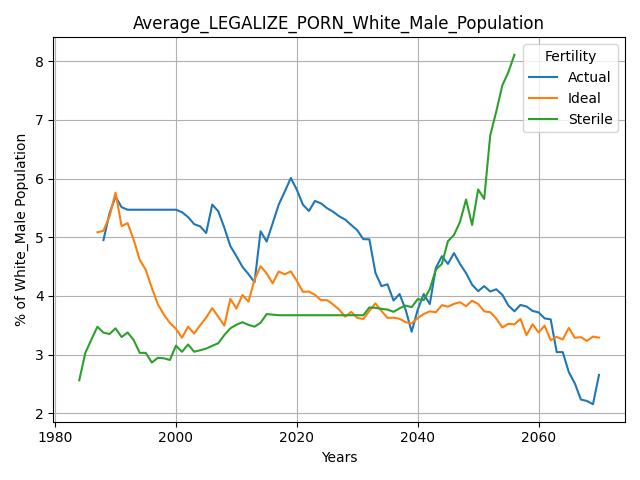 Average_LEGALIZE_PORN_White_Male_Population
Fertility
Actual
Ideal
Sterile
% of White_Male Population
8
7
6
5
4
3
2
1980
2000
2020
2040
2060
Years